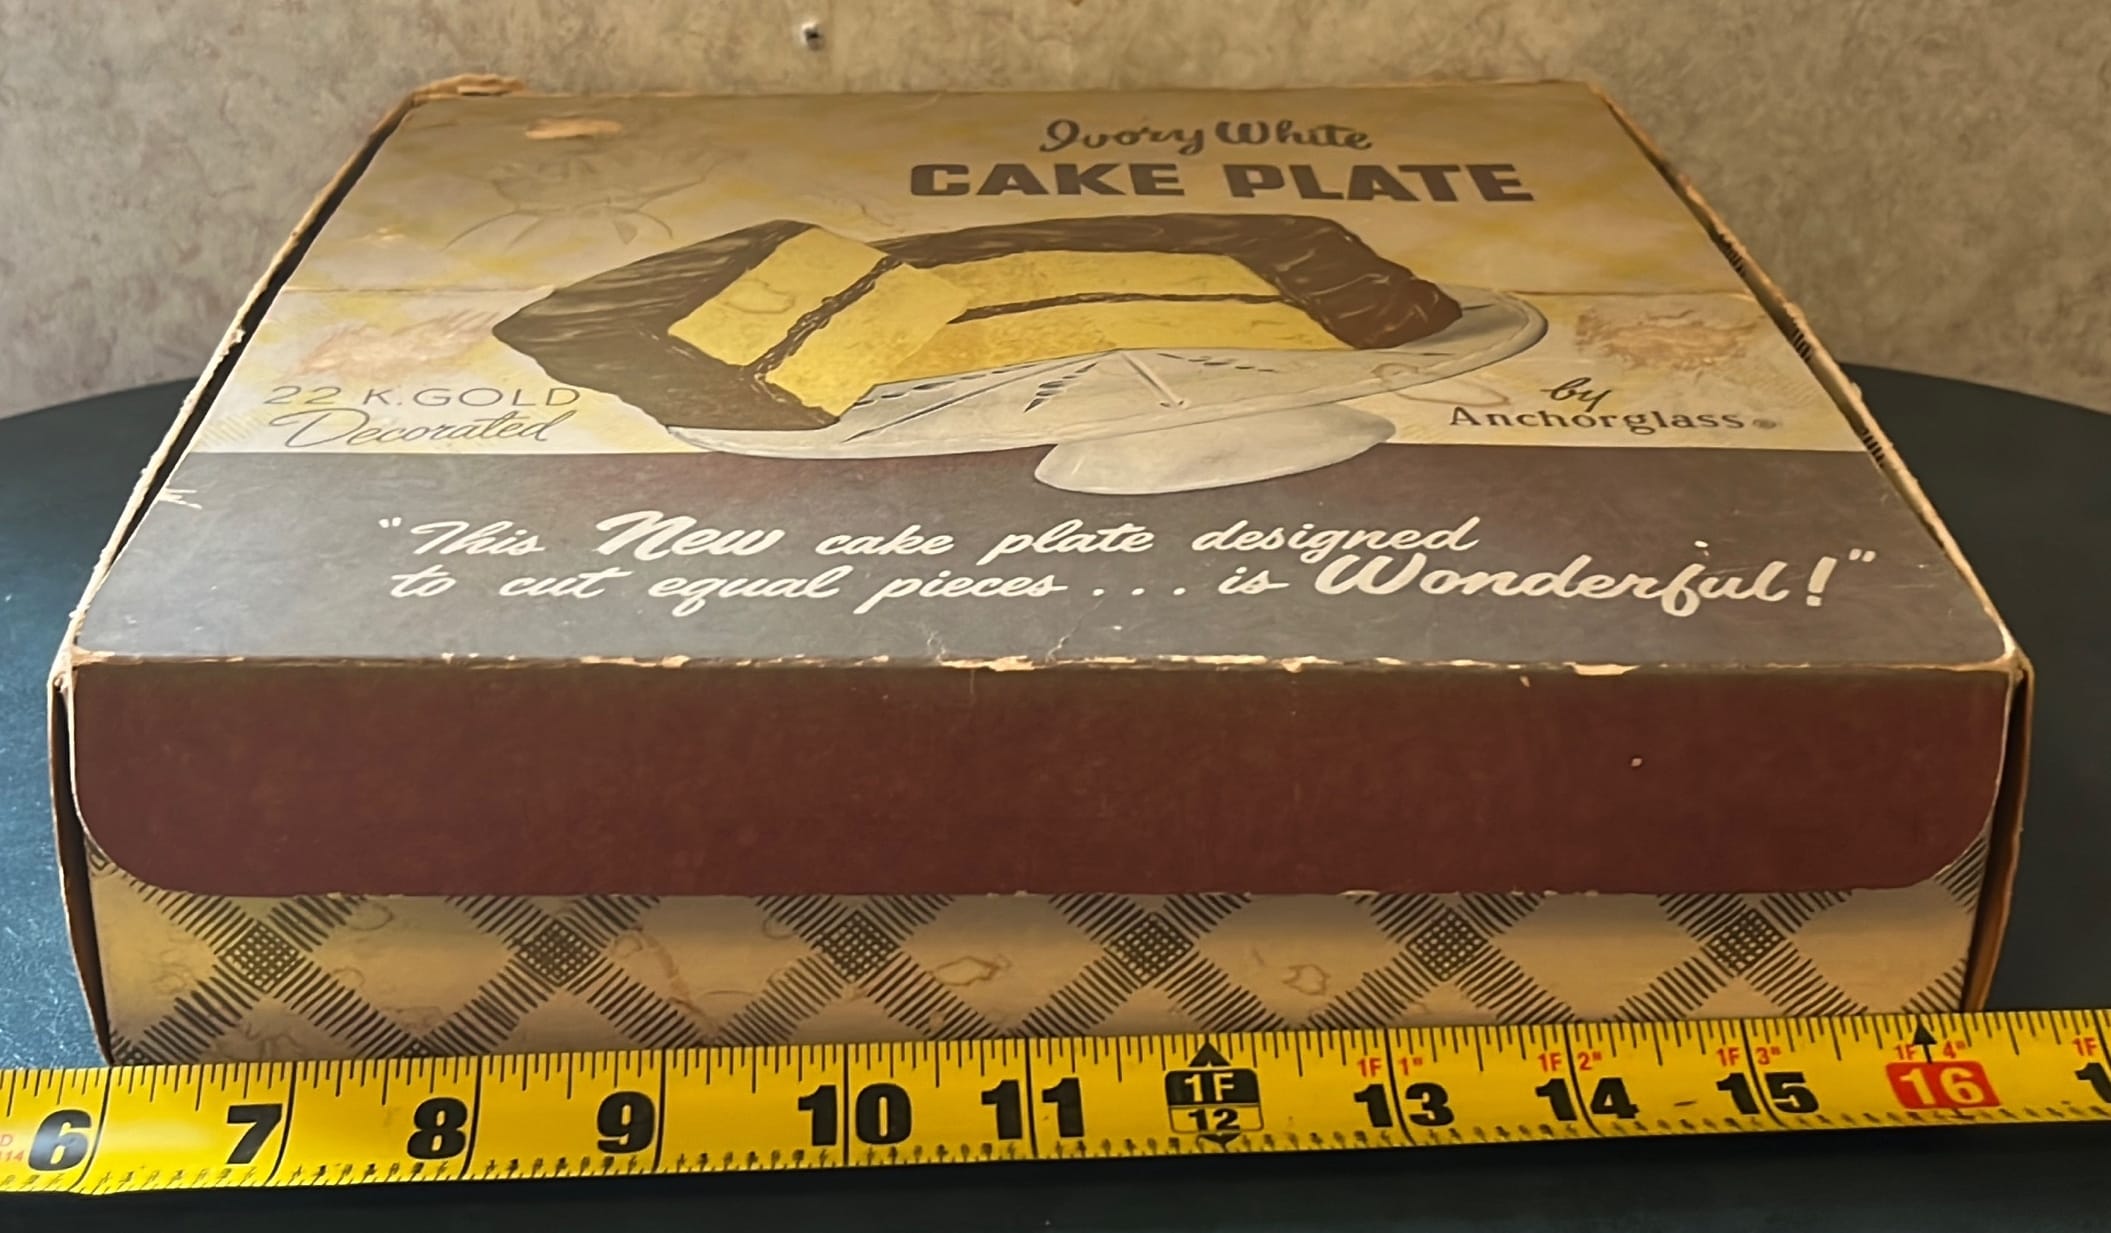 Ivory White
CAKE PLATE
22 K. GOLD
Decorated
by
Anchorglass®
"This New cake plate designed
to cut equal pieces . . . is Wonderful!"
1F 1" 1F 2" 1F 3" 1F 4" 1F
6 7 8 9 10 11 1F 12 13 14 15 16